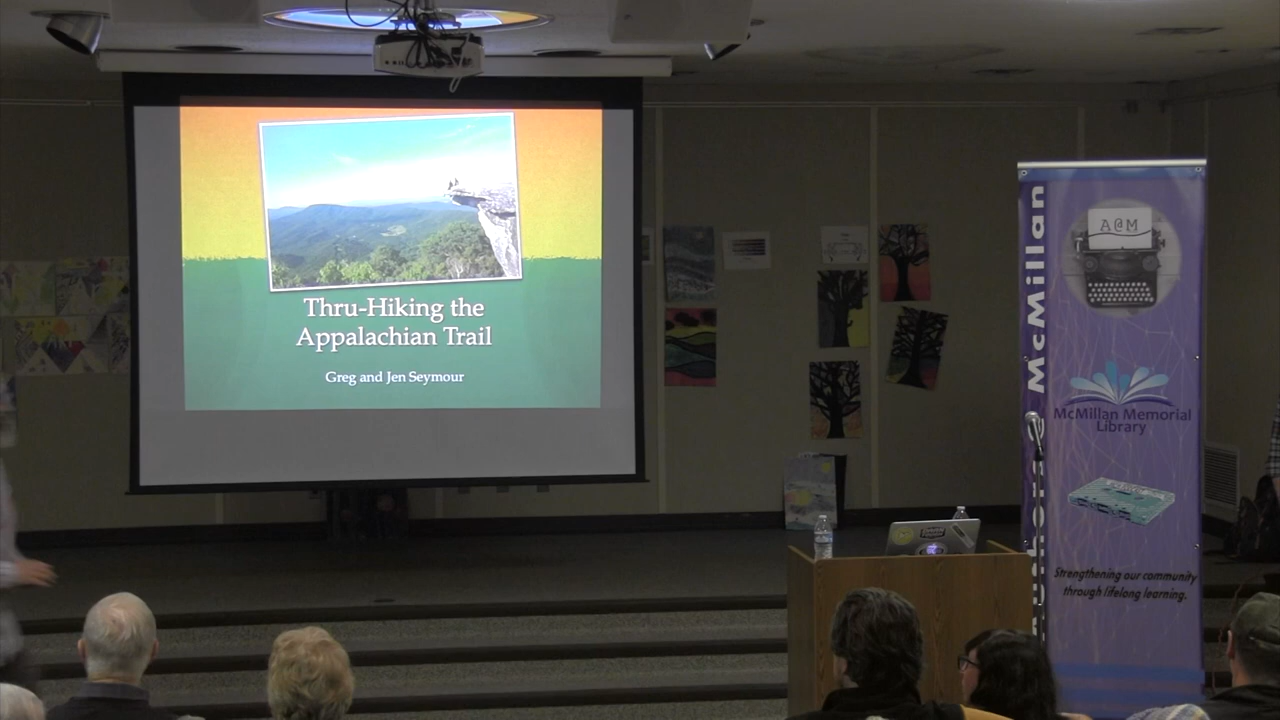 Thru-Hiking the
Appalachian Trail
Greg and Jen Seymour
McMillan
A@M
McMillan Memorial
Library
Strengthening our community
through lifelong learning.